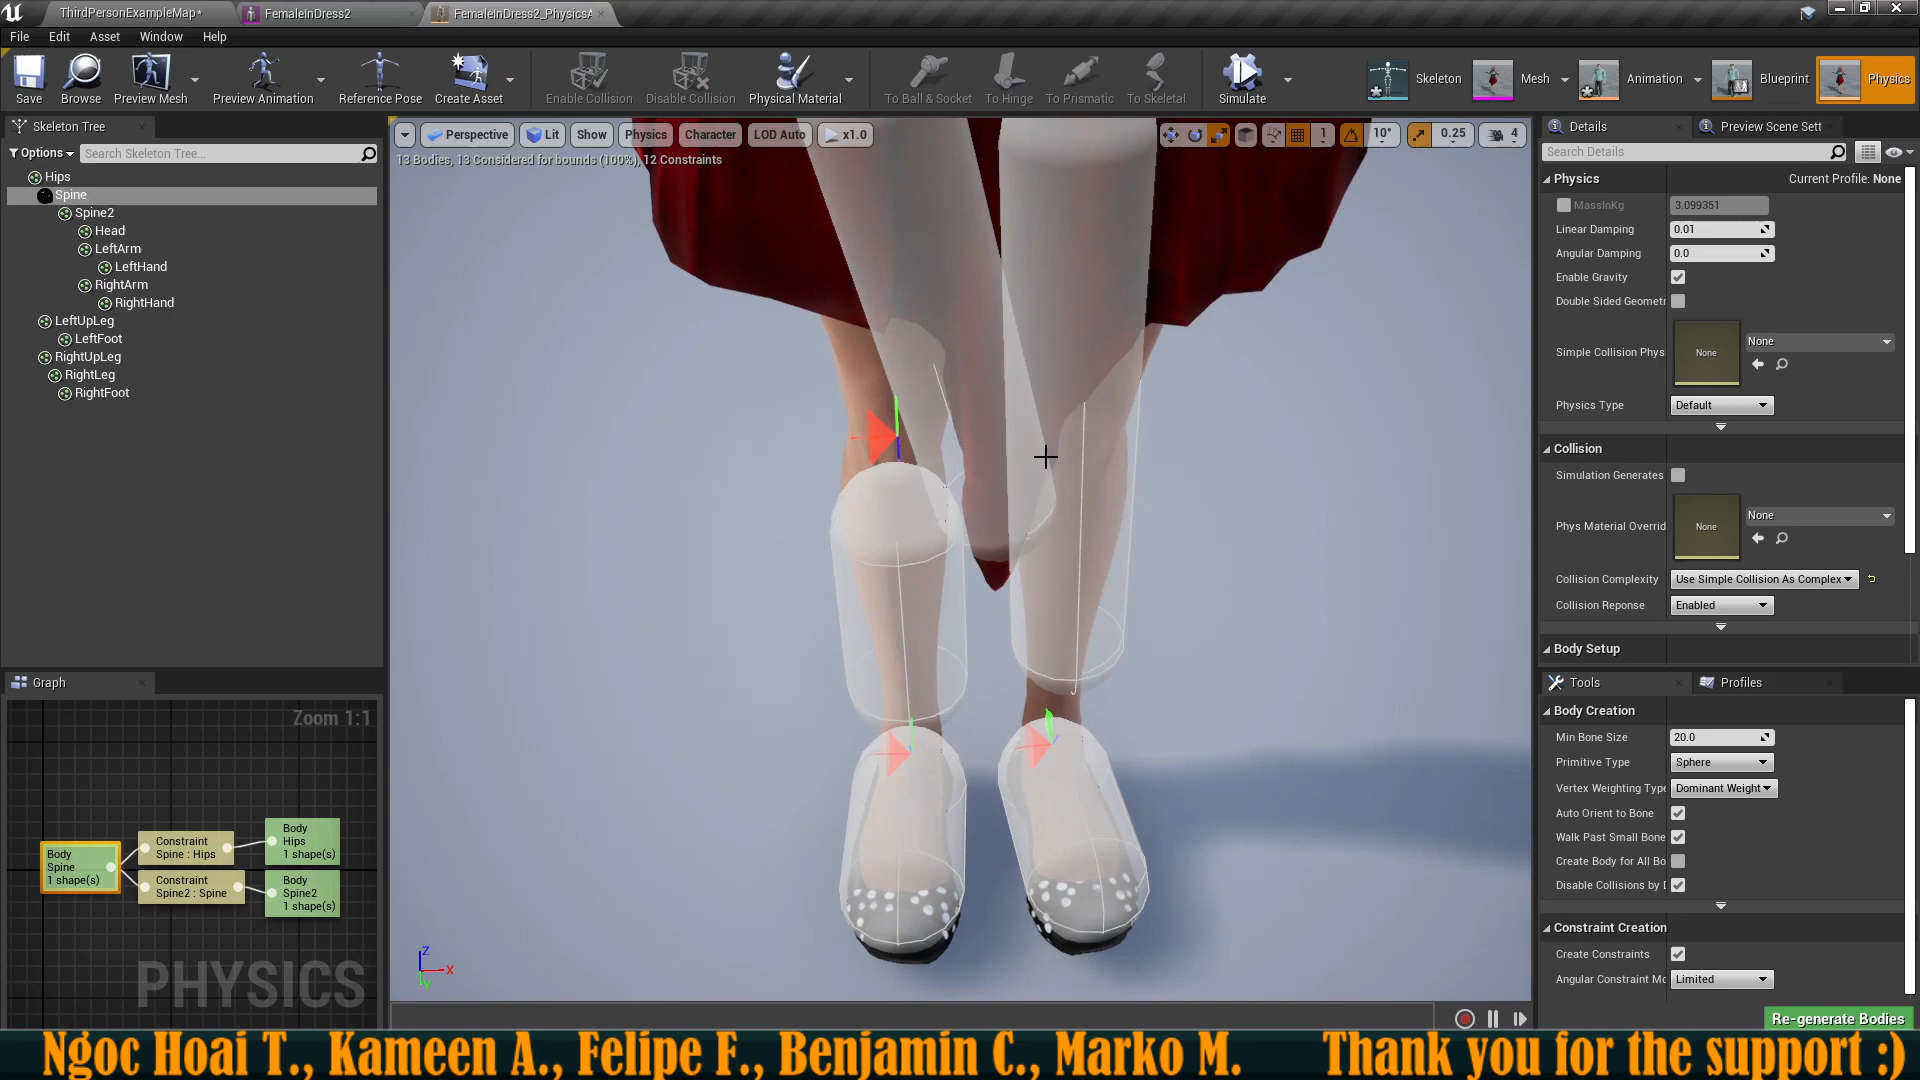 ThirdPersonExampleMap*
FemaleInDress2
FemaleInDress2_PhysicsA
File Edit Asset Window Help
Save
Browse
Preview Mesh
Preview Animation
Reference Pose
Create Asset
Enable Collision
Disable Collision
Physical Material
To Ball & Socket
To Hinge
To Prismatic
To Skeletal
Simulate
Skeleton
Mesh
Animation
Blueprint
Physics
Skeleton Tree
Options
Search Skeleton Tree...
Hips
Spine
Spine2
Head
LeftArm
LeftHand
RightArm
RightHand
LeftUpLeg
LeftFoot
RightUpLeg
RightLeg
RightFoot
Graph
Zoom 1:1
Body
Spine
1 shape(s)
Constraint
Spine : Hips
Constraint
Spine2 : Spine
Body
Hips
1 shape(s)
Body
Spine2
1 shape(s)
PHYSICS
Perspective Lit Show Physics Character LOD Auto x1.0
1 10° 0.25 4
13 Bodies, 13 Considered for bounds (100%), 12 Constraints
Z
X
Y
Details
Preview Scene Sett
Search Details
Physics
Current Profile: None
MassInKg 3.099351
Linear Damping 0.01
Angular Damping 0.0
Enable Gravity
Double Sided Geometr
Simple Collision Phys None None
Physics Type Default
Collision
Simulation Generates
Phys Material Overrid None None
Collision Complexity Use Simple Collision As Complex
Collision Reponse Enabled
Body Setup
Tools
Profiles
Body Creation
Min Bone Size 20.0
Primitive Type Sphere
Vertex Weighting Type Dominant Weight
Auto Orient to Bone
Walk Past Small Bone
Create Body for All Bo
Disable Collisions by D
Constraint Creation
Create Constraints
Angular Constraint Mo Limited
Re-generate Bodies
Ngoc Hoai T., Kameen A., Felipe F., Benjamin C., Marko M. Thank you for the support :)